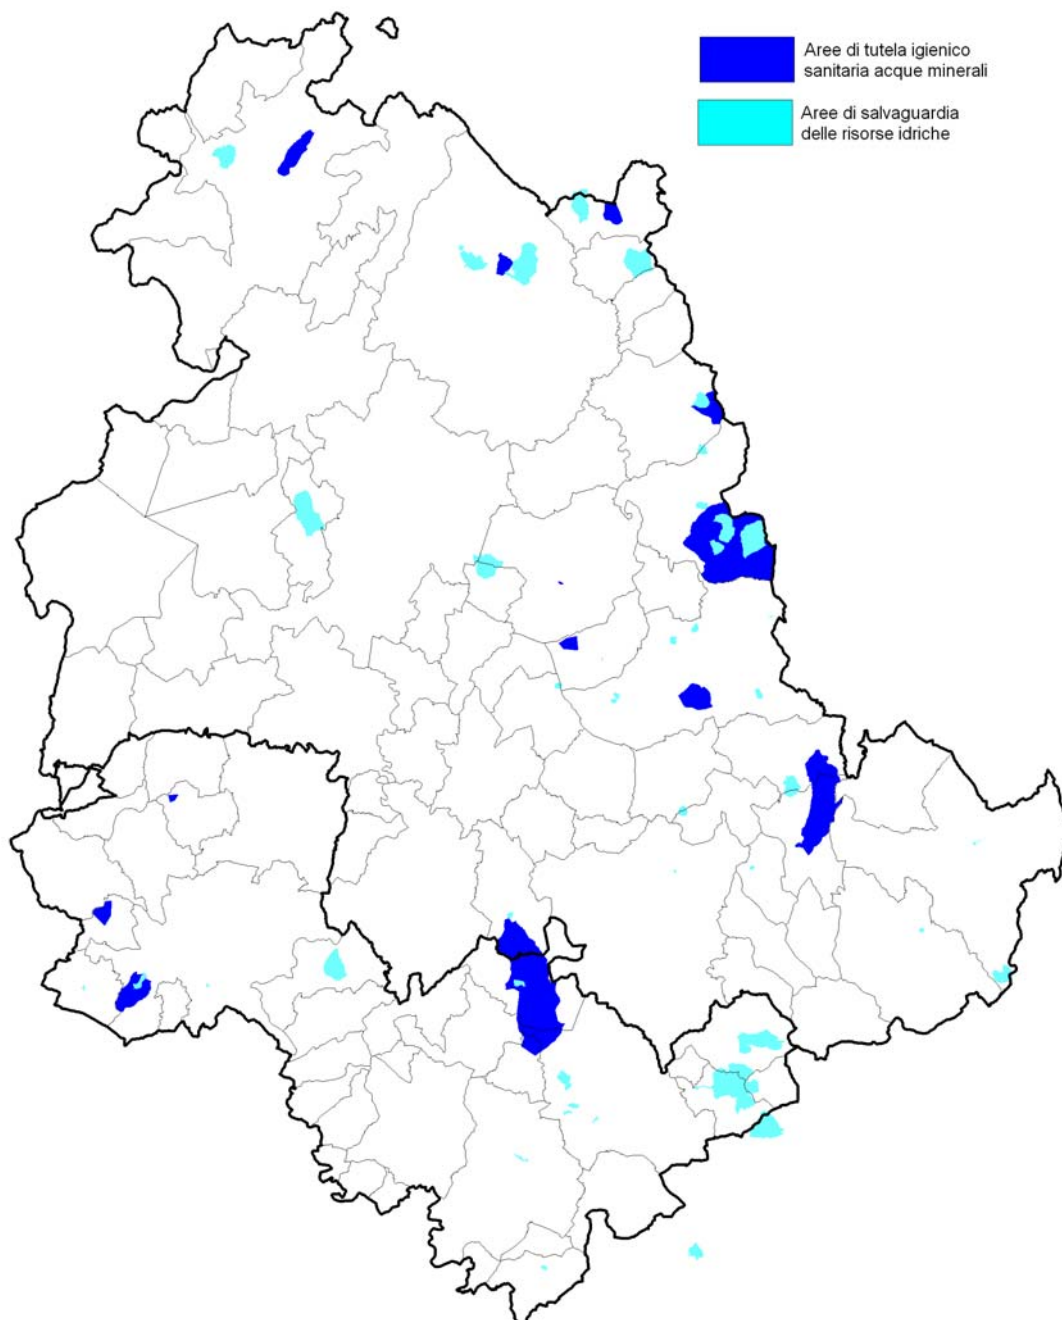 Aree di tutela igienico
sanitaria acque minerali
Aree di salvaguardia
delle risorse idriche